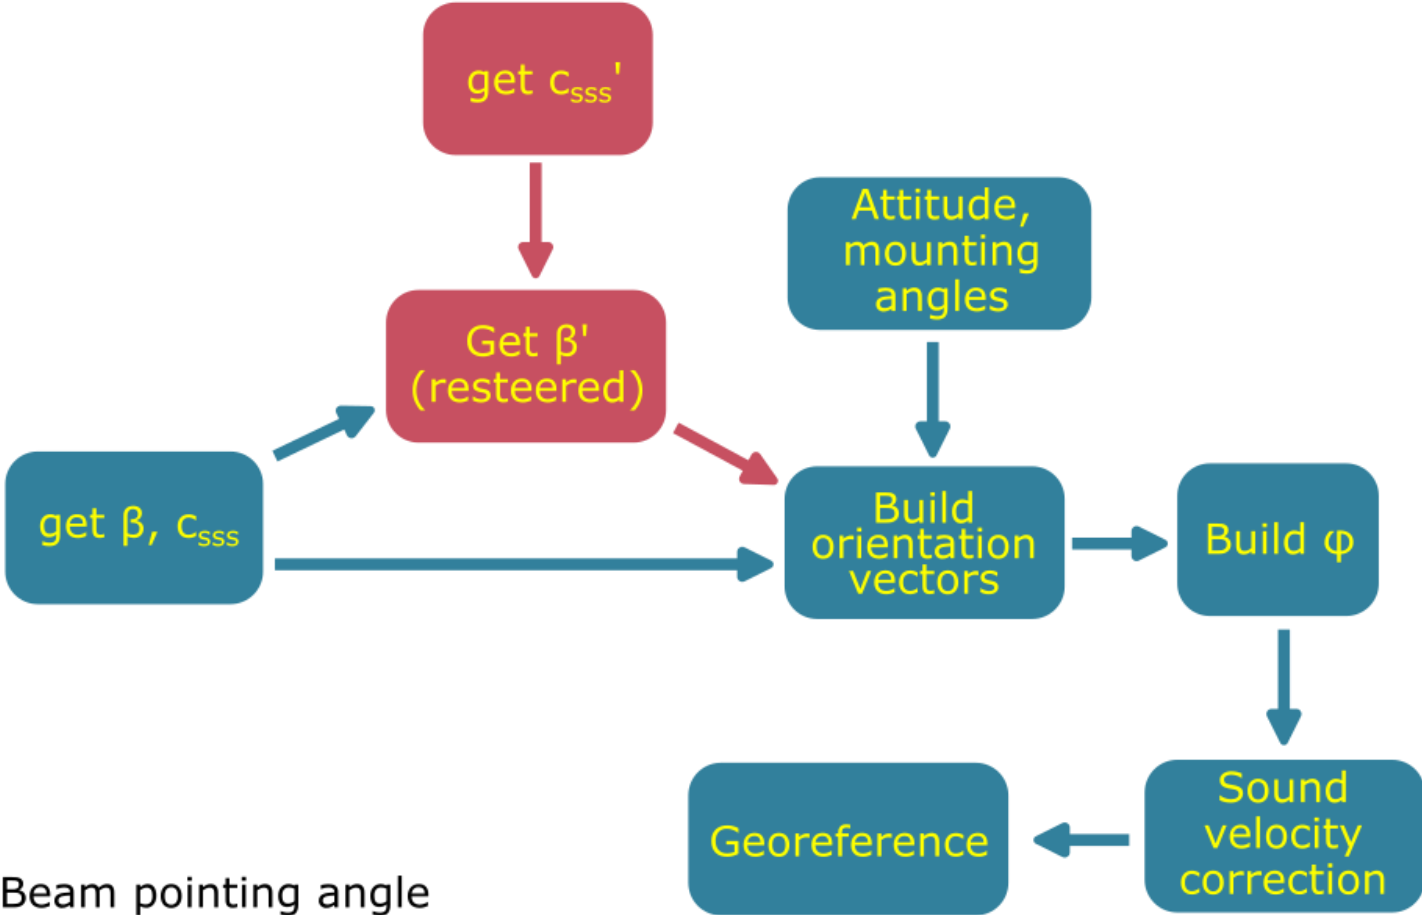 get csss'
Attitude,
mounting
angles
Get β'
(resteered)
get β, csss
Build
orientation
vectors
Build φ
Sound
velocity
correction
Georeference
Beam pointing angle